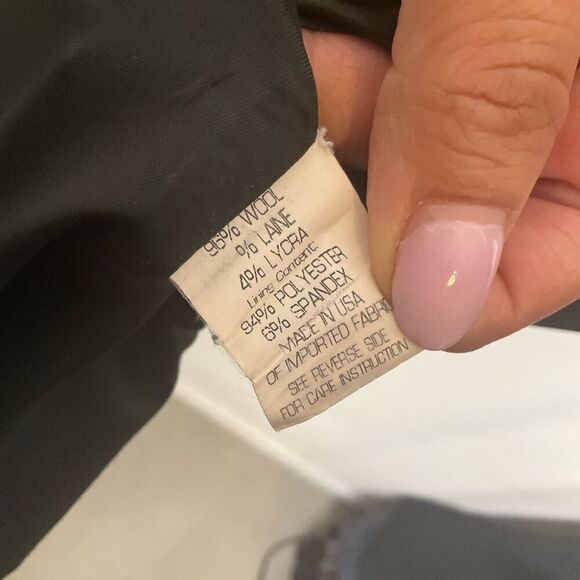 96% WOOL
% LAINE
4% LYCRA
Lining Content:
94% POLYESTER
6% SPANDEX
MADE IN USA
OF IMPORTED FABRIC
SEE REVERSE SIDE
FOR CARE INSTRUCTION